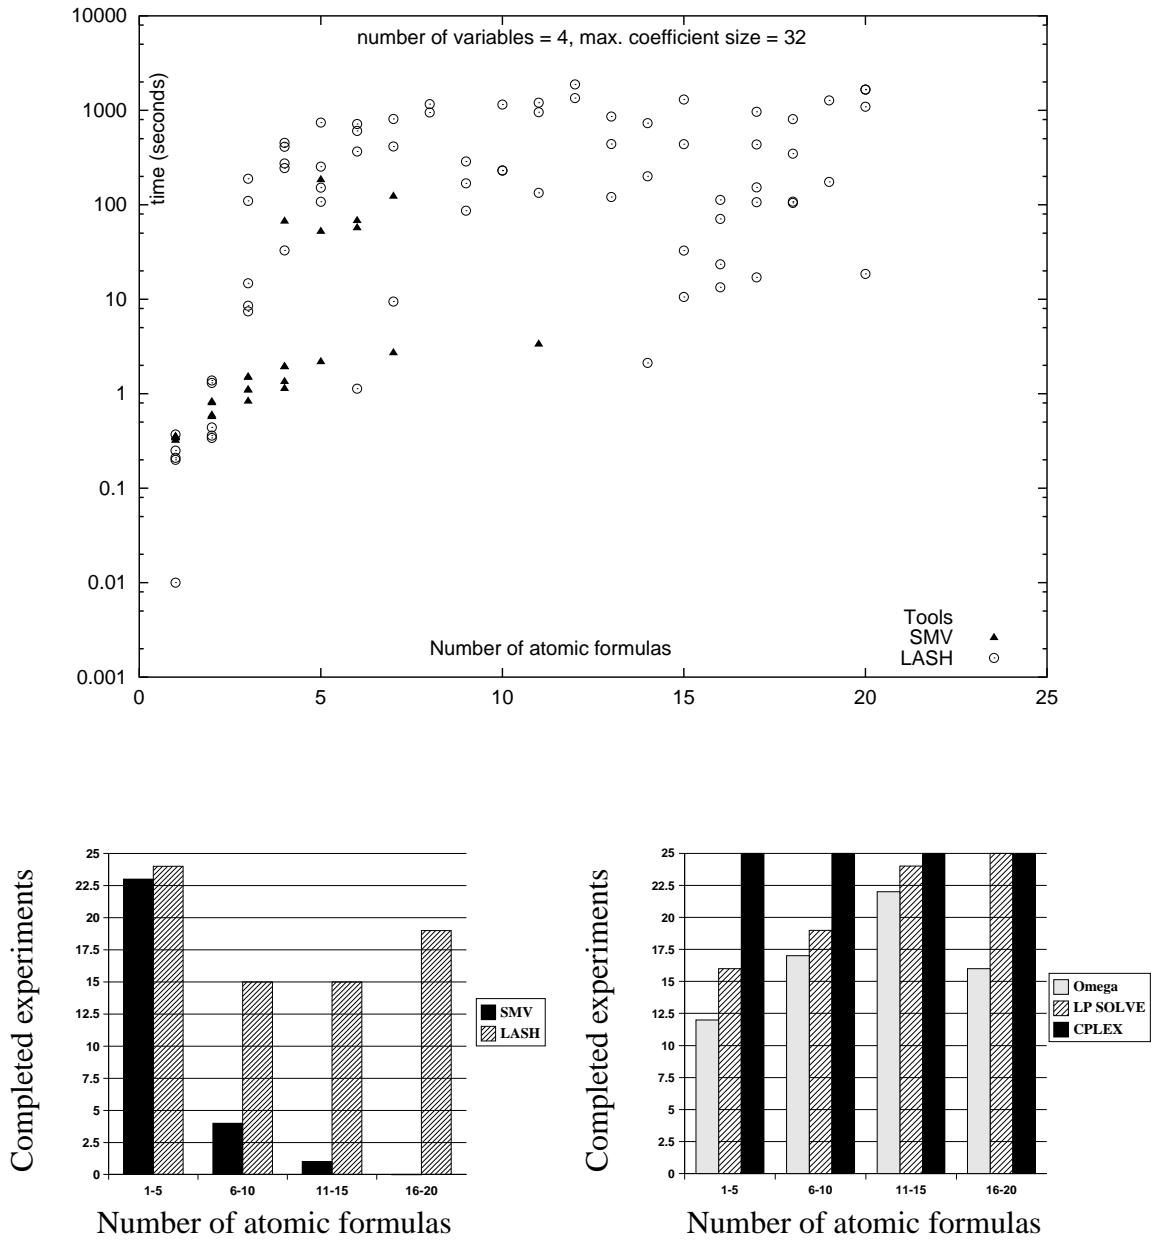 number of variables = 4, max. coefficient size = 32
time (seconds)
10000
1000
100
10
1
0.1
0.01
0.001
Tools
SMV
LASH
Number of atomic formulas
0 5 10 15 20 25
Completed experiments
25
22.5
20
17.5
15
12.5
10
7.5
5
2.5
0
1-5 6-10 11-15 16-20
SMV
LASH
Number of atomic formulas
Completed experiments
25
22.5
20
17.5
15
12.5
10
7.5
5
2.5
0
1-5 6-10 11-15 16-20
Omega
LP SOLVE
CPLEX
Number of atomic formulas